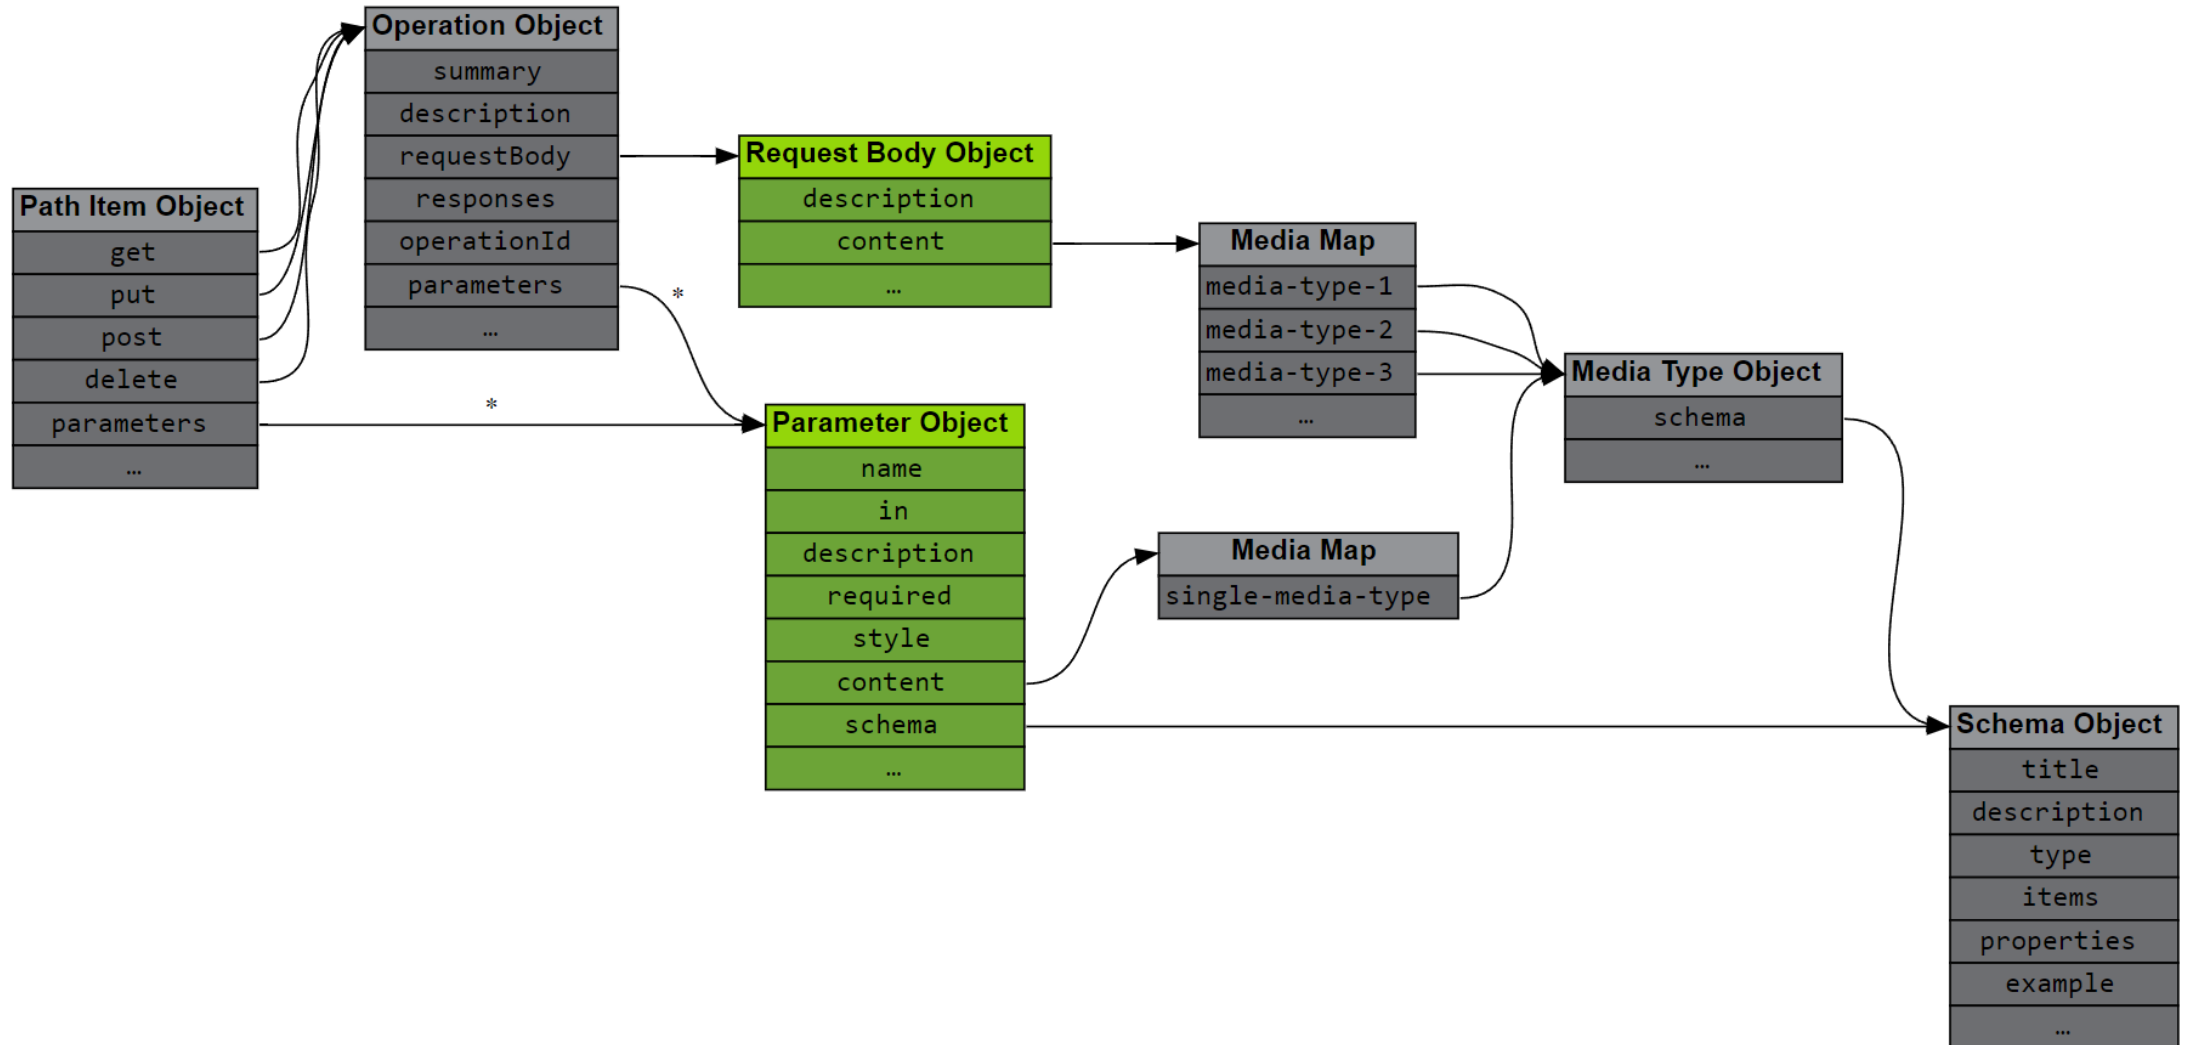 Operation Object
summary
description
requestBody
responses
operationId
parameters
…
Path Item Object
get
put
post
delete
parameters
…
*
*
Request Body Object
description
content
…
Parameter Object
name
in
description
required
style
content
schema
…
Media Map
media-type-1
media-type-2
media-type-3
…
Media Map
single-media-type
Media Type Object
schema
…
Schema Object
title
description
type
items
properties
example
…